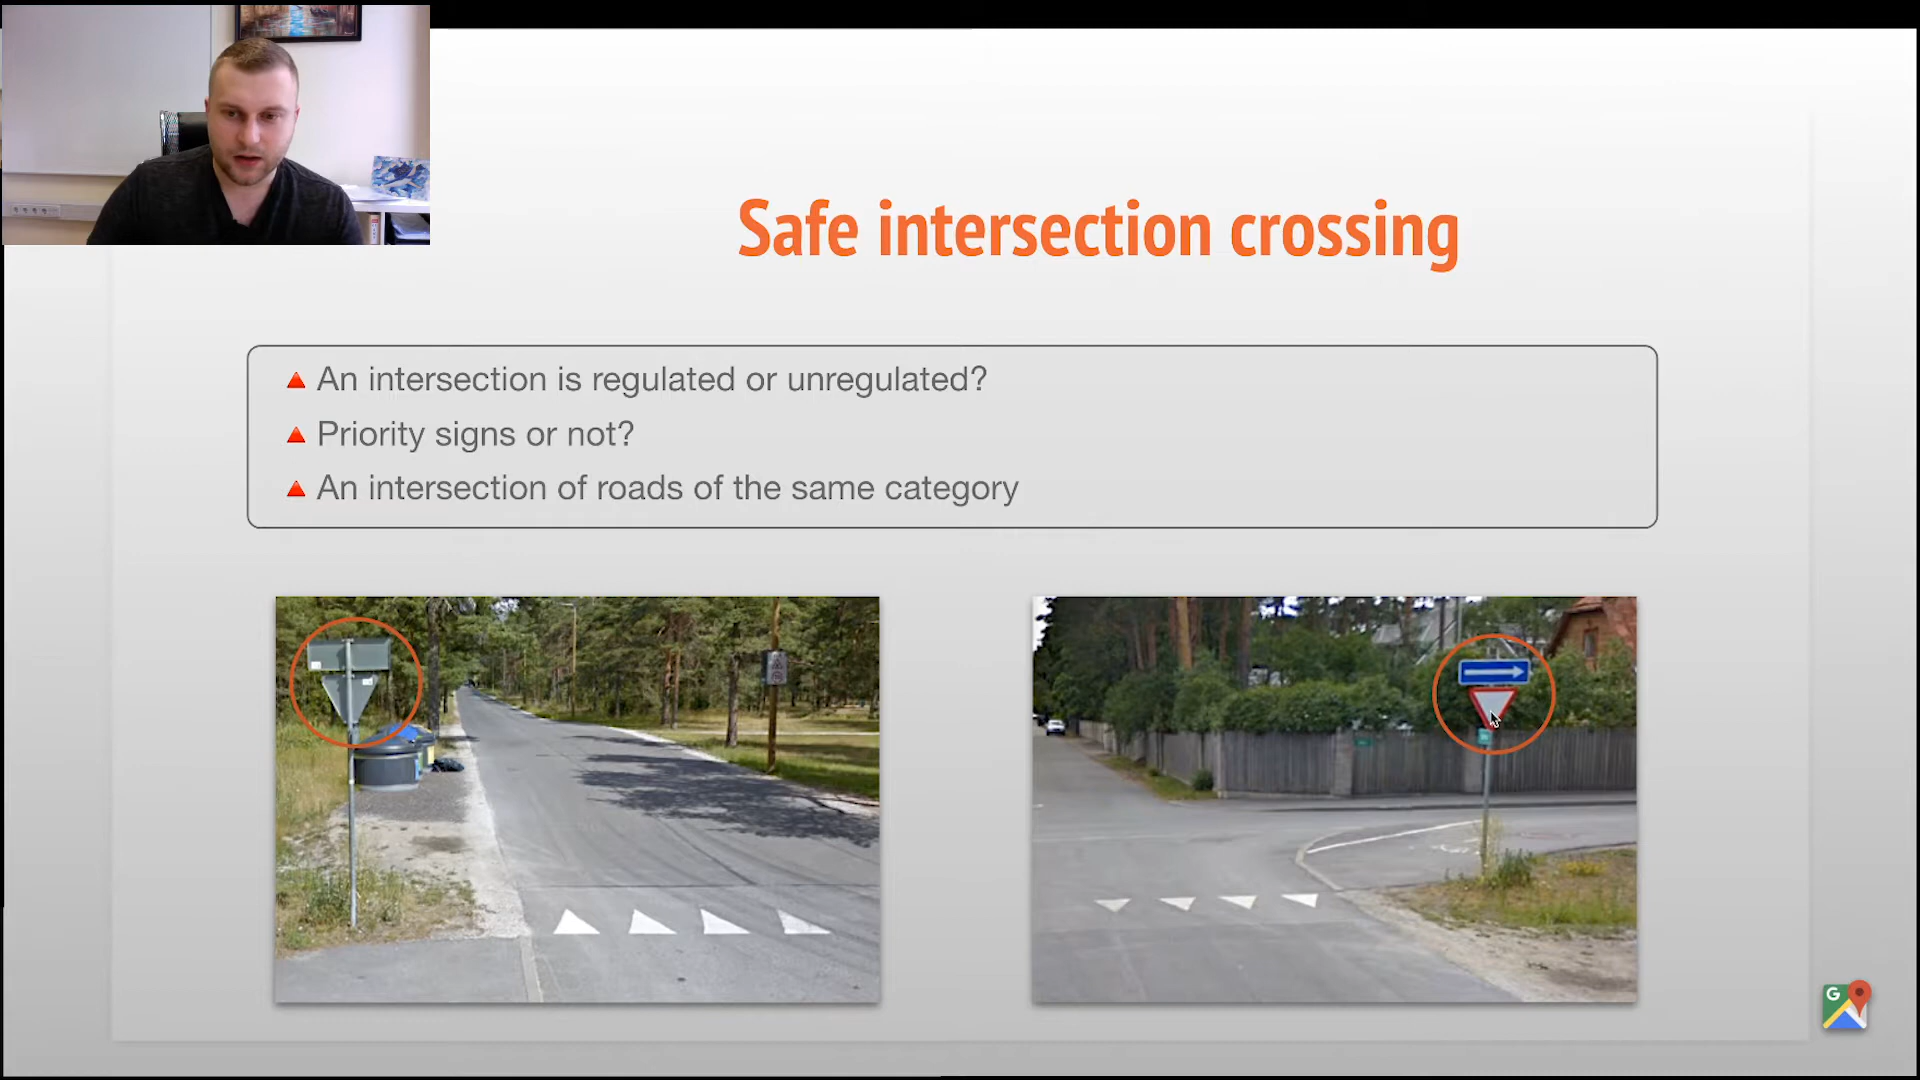 Safe intersection crossing
An intersection is regulated or unregulated?
Priority signs or not?
An intersection of roads of the same category
G